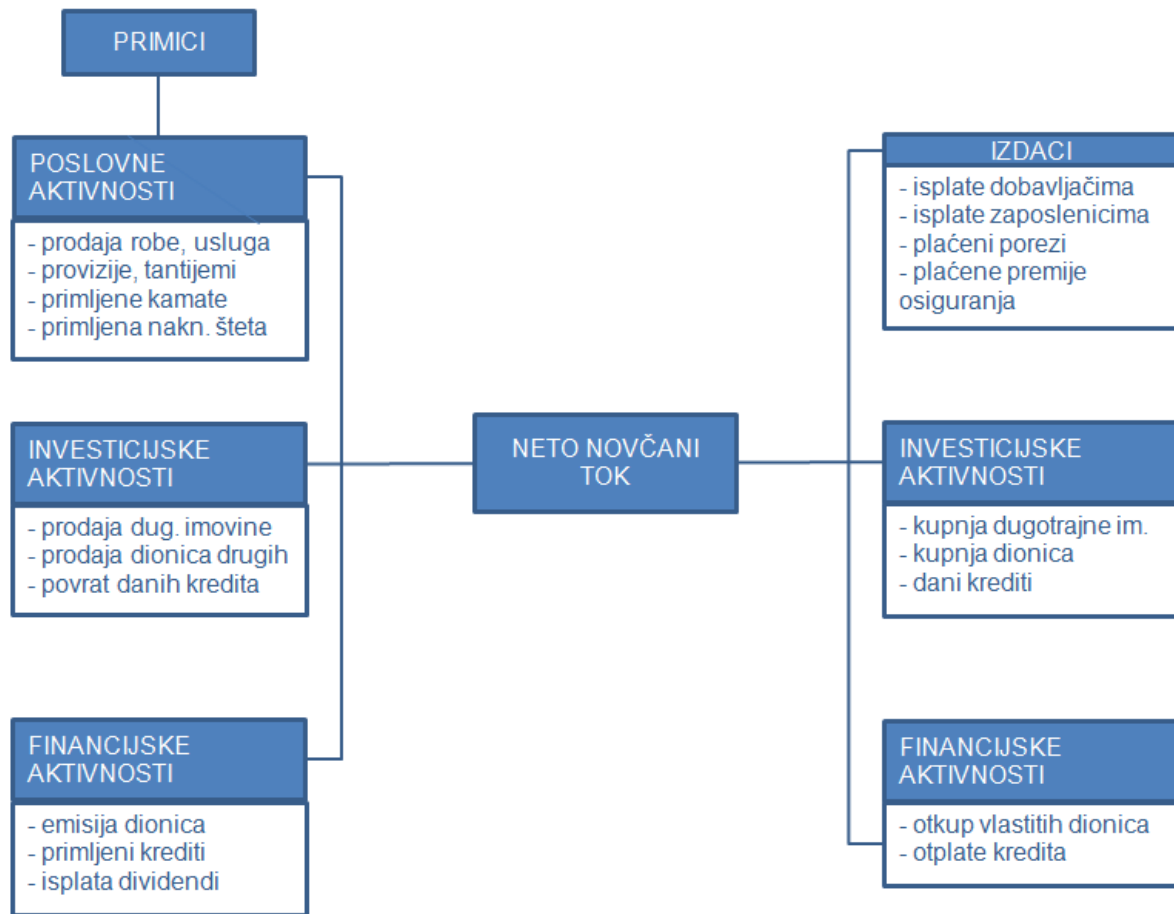 PRIMICI
POSLOVNE
AKTIVNOSTI
- prodaja robe, usluga
- provizije, tantijemi
- primljene kamate
- primljena nakn. šteta
INVESTICIJSKE
AKTIVNOSTI
- prodaja dug. imovine
- prodaja dionica drugih
- povrat danih kredita
FINANCIJSKE
AKTIVNOSTI
- emisija dionica
- primljeni krediti
- isplata dividendi
NETO NOVČANI
TOK
IZDACI
- isplate dobavljačima
- isplate zaposlenicima
- plaćeni porezi
- plaćene premije
osiguranja
INVESTICIJSKE
AKTIVNOSTI
- kupnja dugotrajne im.
- kupnja dionica
- dani krediti
FINANCIJSKE
AKTIVNOSTI
- otkup vlastitih dionica
- otplate kredita